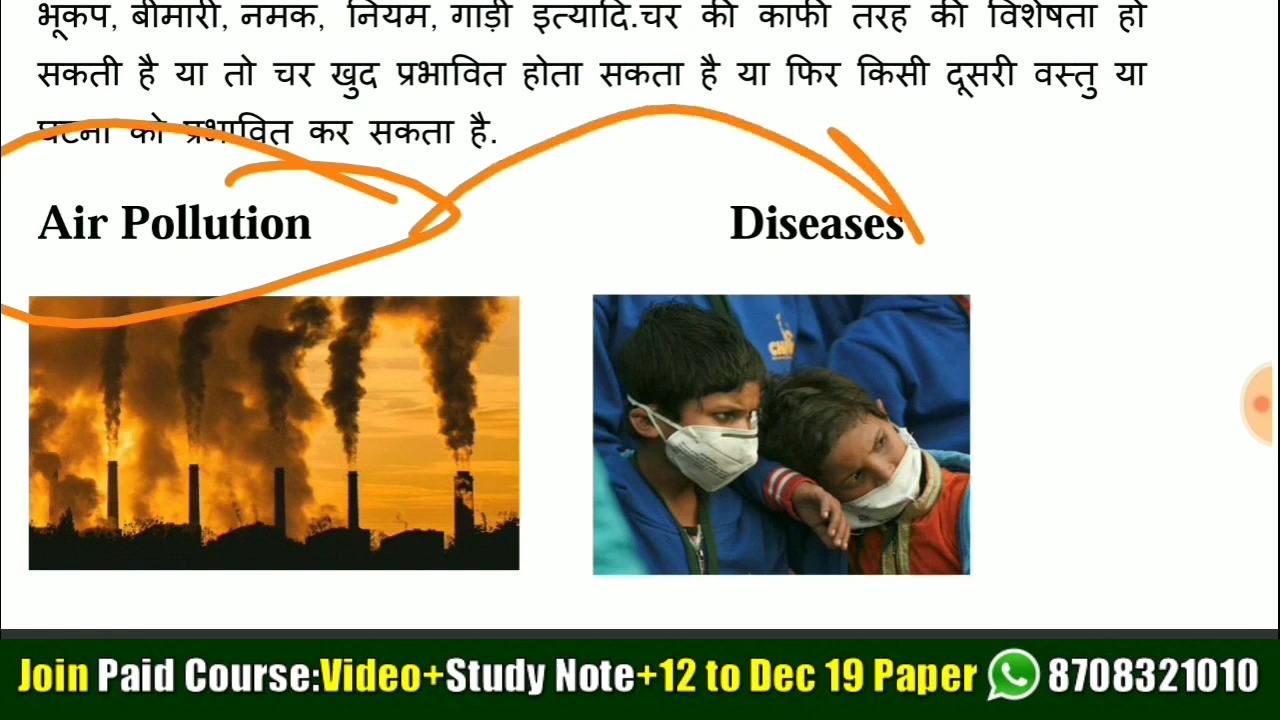 भूकंप, बीमारी, नमक, नियम, गाड़ी इत्यादि.चर की काफी तरह की विशेषता हो
सकती है या तो चर खुद प्रभावित होता सकता है या फिर किसी दूसरी वस्तु या
घटना को प्रभावित कर सकता है.
Air Pollution
Diseases
Join Paid Course:Video+Study Note+12 to Dec 19 Paper 8708321010